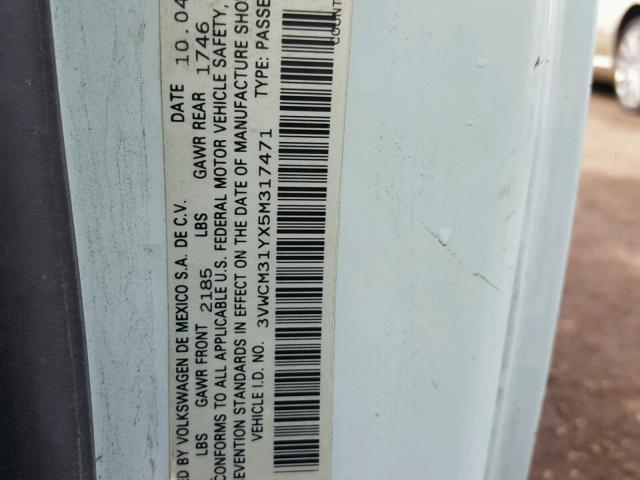 ED BY VOLKSWAGEN DE MEXICO S.A. DE C.V. DATE 10.04
LBS GAWR FRONT 2185 LBS GAWR REAR 1746
CONFORMS TO ALL APPLICABLE U.S. FEDERAL MOTOR VEHICLE SAFETY,
EVENTION STANDARDS IN EFFECT ON THE DATE OF MANUFACTURE SHO
VEHICLE I.D. NO. 3VWCM31YX5M317471 TYPE: PASSE
COUNT